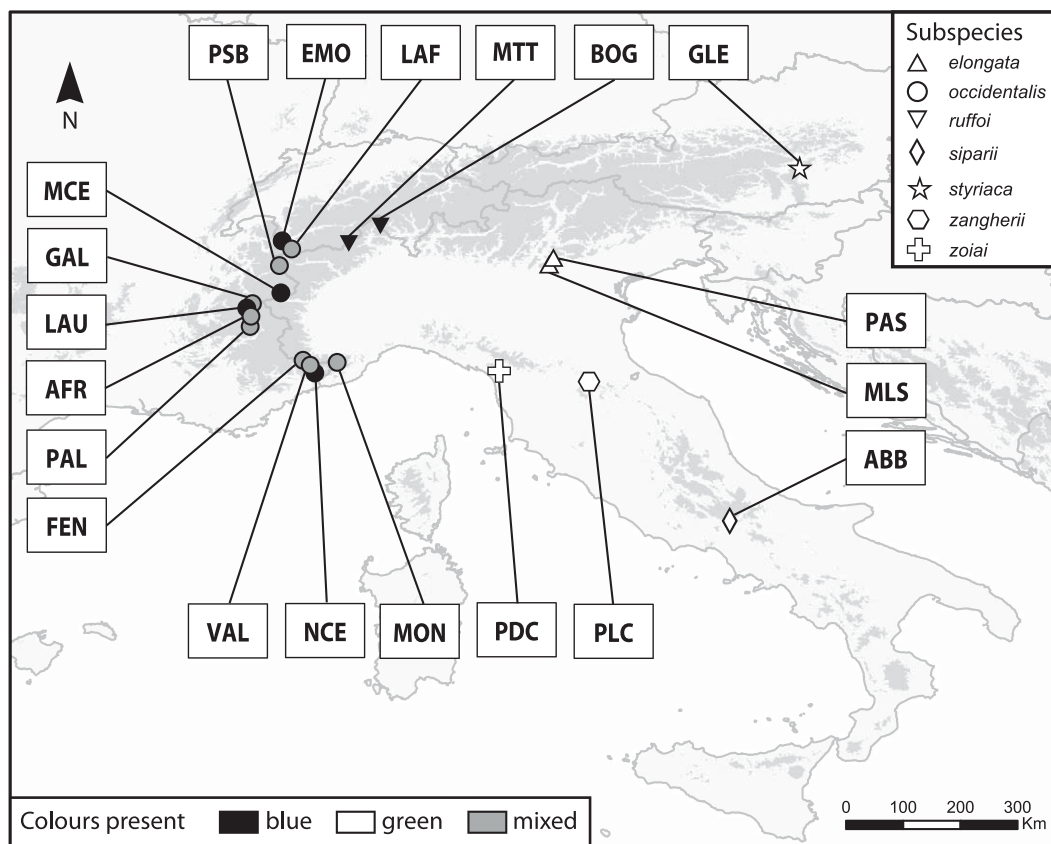 PSB EMO LAF MTT BOG GLE
Subspecies
elongata
occidentalis
ruffoi
siparii
styriaca
zangherii
zoiai
N
MCE
GAL
LAU
AFR
PAL
FEN
PAS
MLS
ABB
VAL NCE MON PDC PLC
Colours present blue green mixed
0 100 200 300
Km